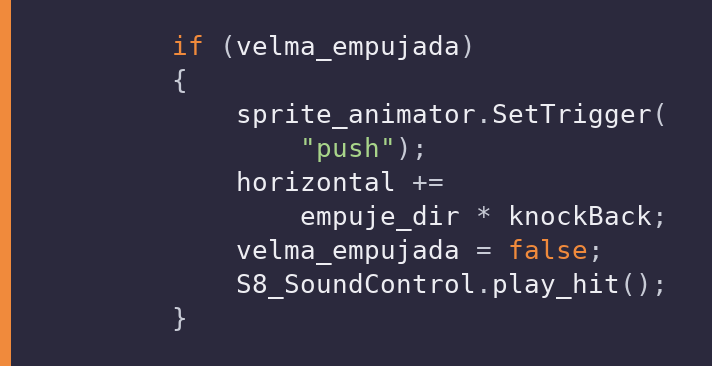 if (velma_empujada)
{
    sprite_animator.SetTrigger(
        "push");
    horizontal +=
        empuje_dir * knockBack;
    velma_empujada = false;
    S8_SoundControl.play_hit();
}